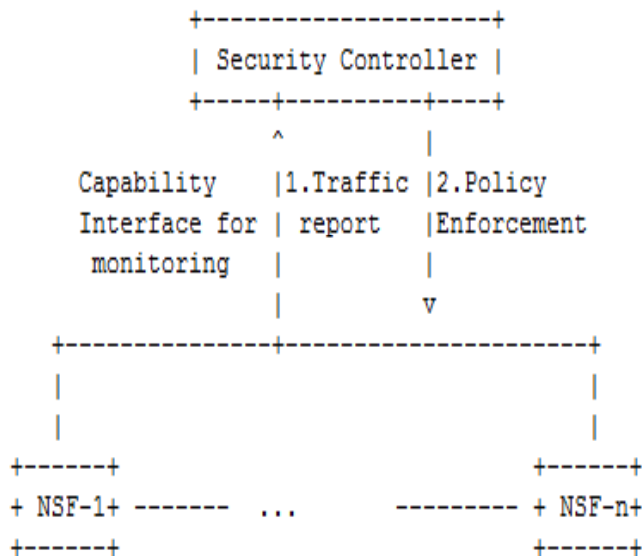 Security Controller
Capability 1.Traffic 2.Policy
Interface for report Enforcement
monitoring
NSF-1 ... NSF-n